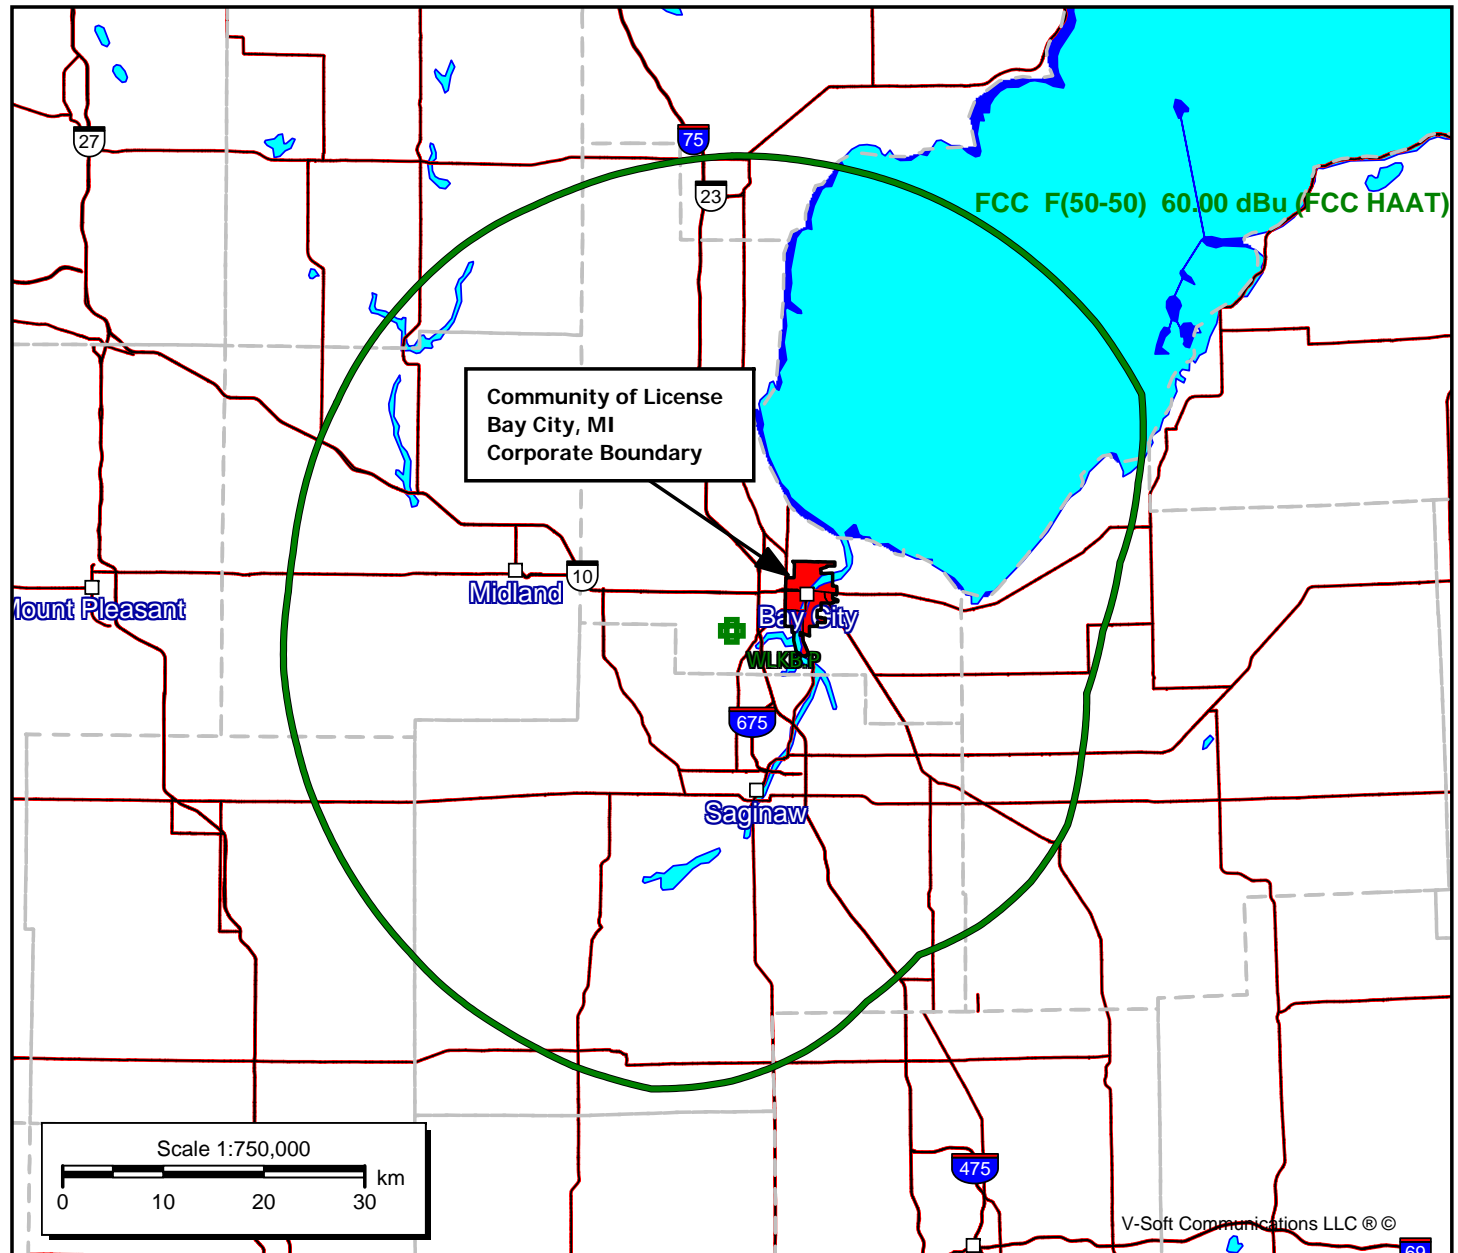 27
75
23
FCC F(50-50) 60.00 dBu (FCC HAAT)
Community of License
Bay City, MI
Corporate Boundary
10
Midland
Mount Pleasant
Bay City
WLKB.P
675
Saginaw
Scale 1:750,000
km
0 10 20 30
475
V-Soft Communications LLC ® ©
69